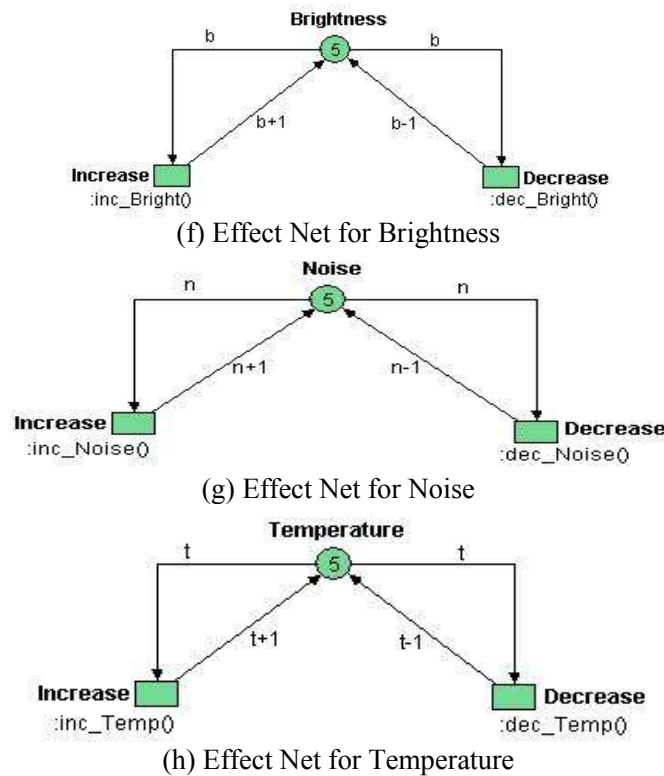 Brightness
b 5 b
b+1 b-1
Increase Decrease
:inc_Bright() :dec_Bright()
(f) Effect Net for Brightness
Noise
n 5 n
n+1 n-1
Increase Decrease
:inc_Noise() :dec_Noise()
(g) Effect Net for Noise
Temperature
t 5 t
t+1 t-1
Increase Decrease
:inc_Temp() :dec_Temp()
(h) Effect Net for Temperature